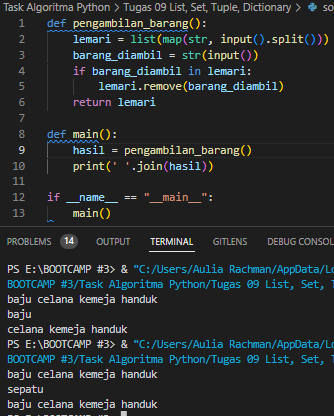 Task Algoritma Python > Tugas 09 List, Set, Tuple, Dictionary > so
1 def pengambilan_barang():
2 lemari = list(map(str, input().split()))
3 barang_diambil = str(input())
4 if barang_diambil in lemari:
5 lemari.remove(barang_diambil)
6 return lemari
7
8 def main():
9 hasil = pengambilan_barang()
10 print(' '.join(hasil))
11
12 if __name__ == "__main__":
13 main()
PROBLEMS 14 OUTPUT TERMINAL GITLENS DEBUG CONSOL
PS E:\BOOTCAMP #3> & "C:/Users/Aulia Rachman/AppData/Lo
BOOTCAMP #3/Task Algoritma Python/Tugas 09 List, Set, T
baju celana kemeja handuk
baju
celana kemeja handuk
PS E:\BOOTCAMP #3> & "C:/Users/Aulia Rachman/AppData/Lo
BOOTCAMP #3/Task Algoritma Python/Tugas 09 List, Set, T
baju celana kemeja handuk
sepatu
baju celana kemeja handuk